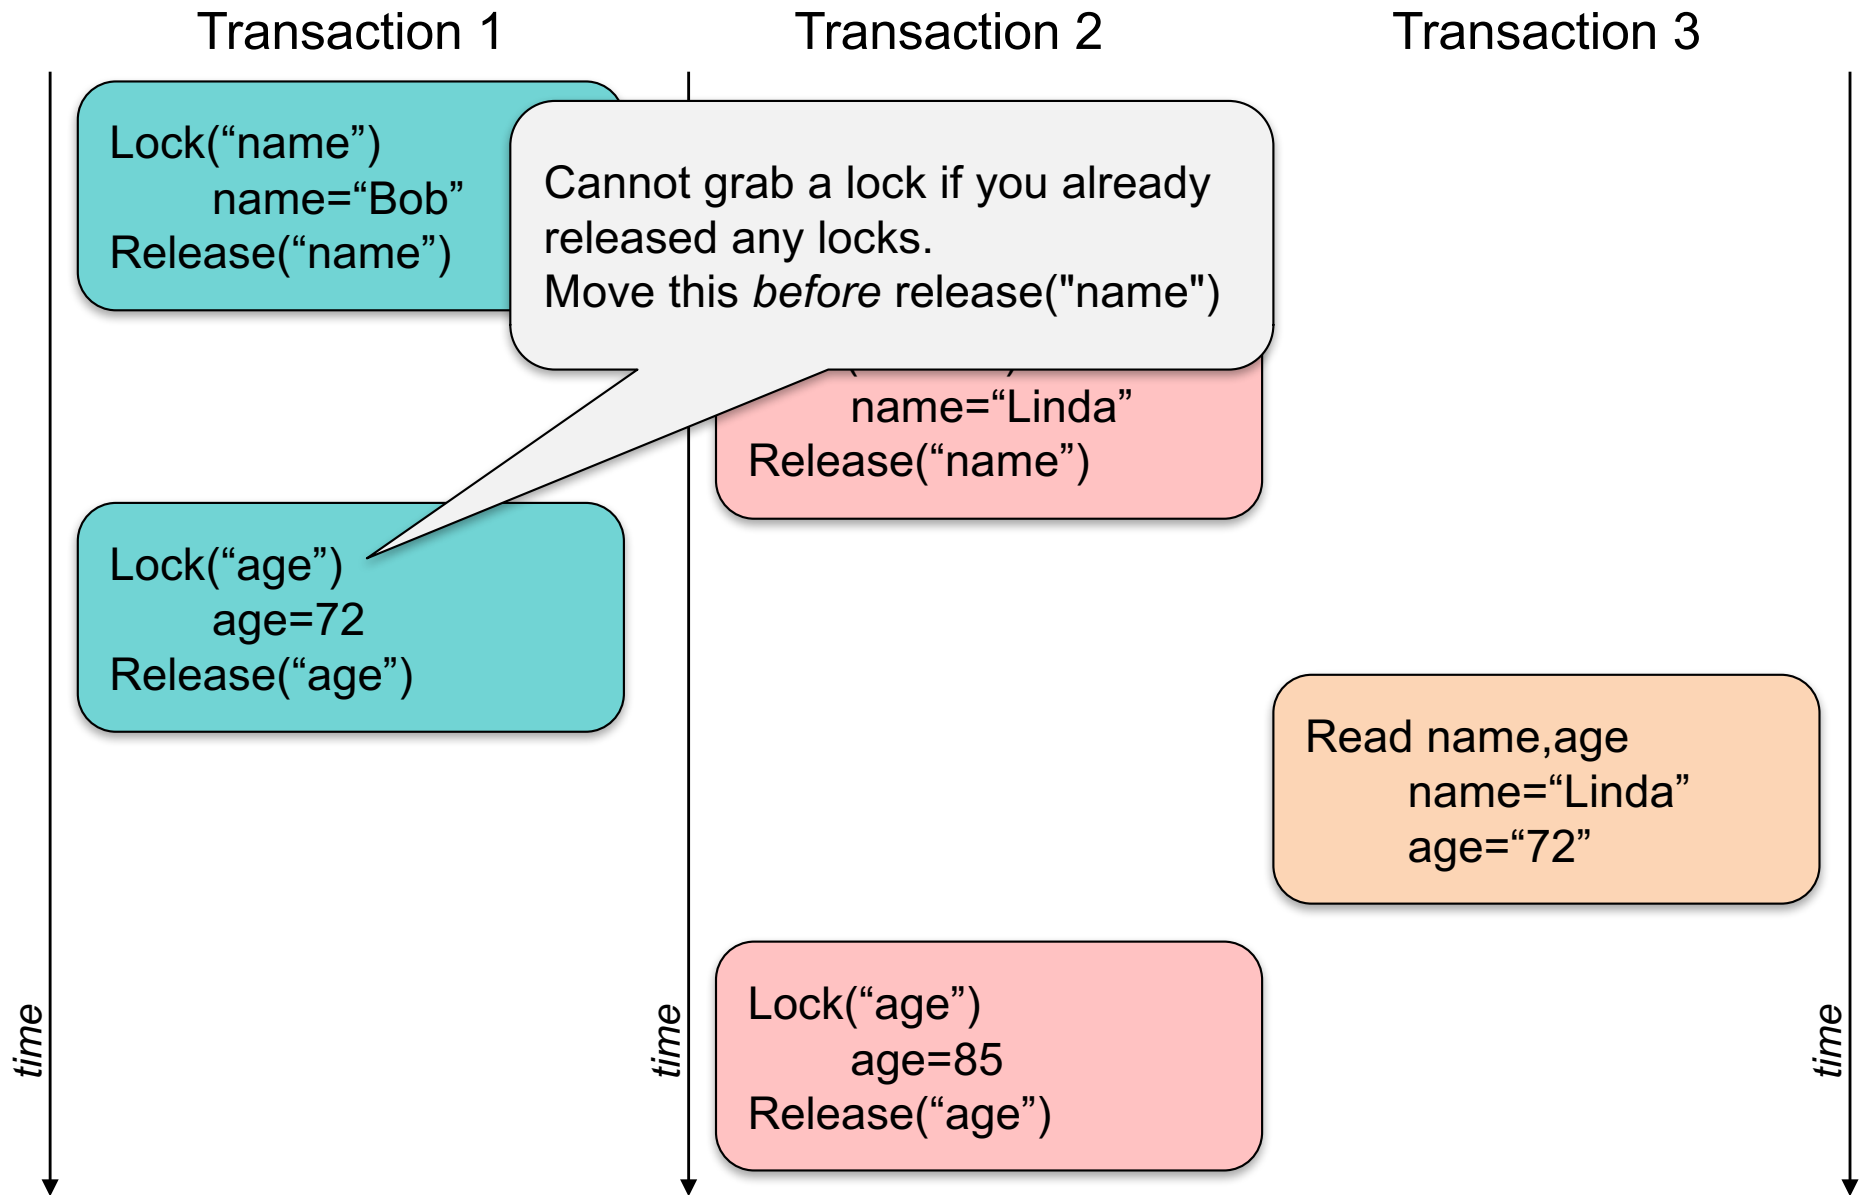 Transaction 1
Transaction 2
Transaction 3
Lock(“name”)
name=“Bob”
Release(“name”)
Cannot grab a lock if you already
released any locks.
Move this before release("name")
name=“Linda”
Release(“name”)
Lock(“age”)
age=72
Release(“age”)
Read name,age
name=“Linda”
age=“72”
Lock(“age”)
age=85
Release(“age”)
time
time
time